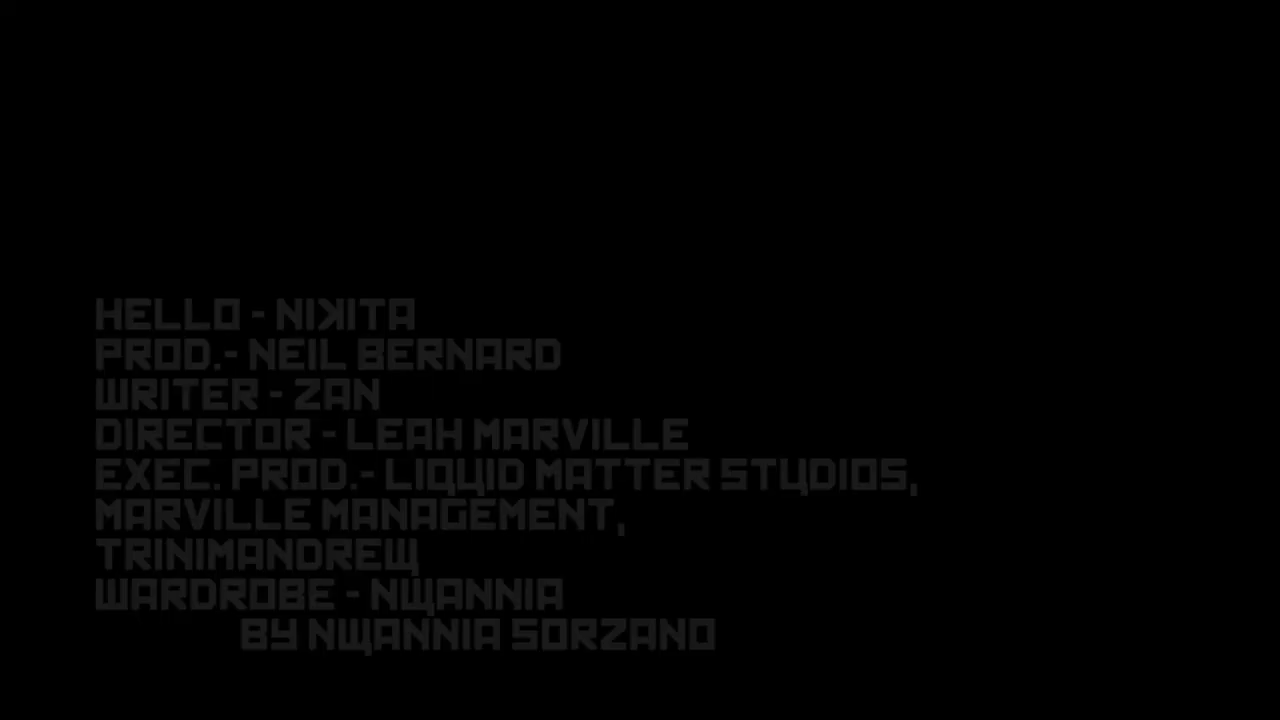 HELLO - NIKITA
PROD.- NEIL BERNARD
WRITER - ZAN
DIRECTOR - LEAH MARVILLE
EXEC. PROD.- LIQUID MATTER STUDIOS,
MARVILLE MANAGEMENT,
TRINIMANDREW
WARDROBE - NWANNIA
BY NWANNIA SORZANO